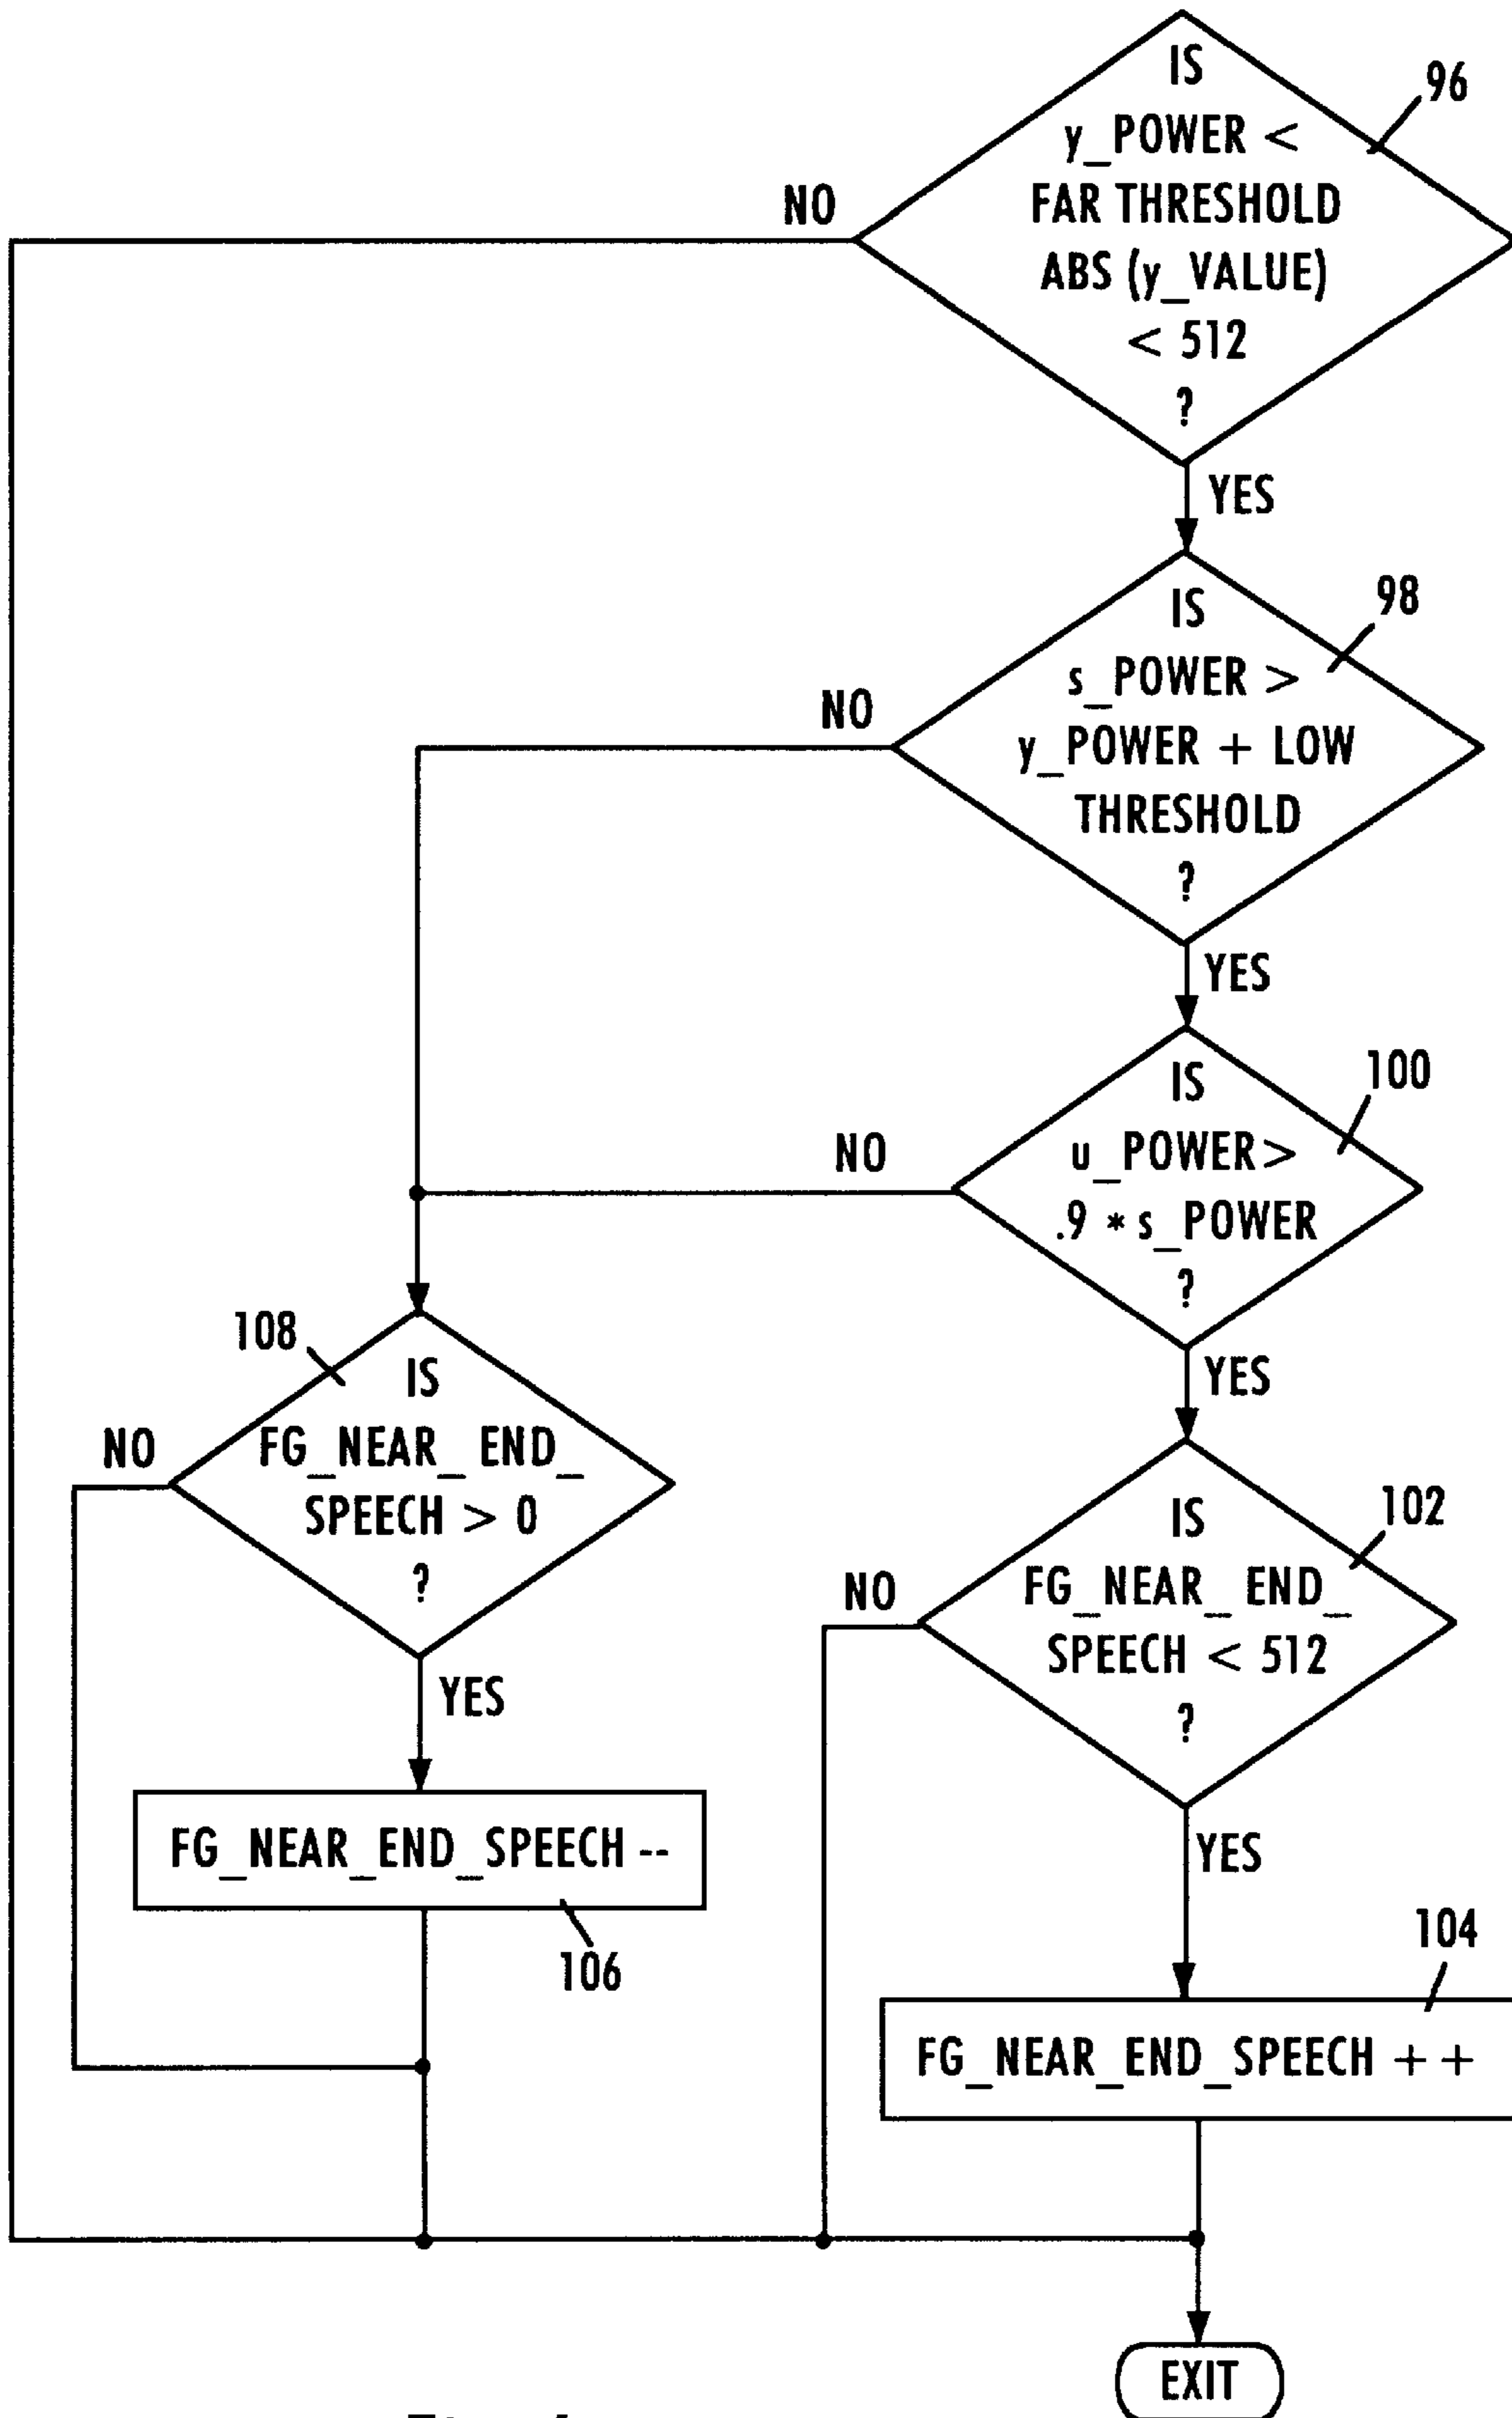 IS
y_POWER <
FAR THRESHOLD
ABS (y_VALUE)
< 512
?
96
NO
YES
IS
s_POWER >
y_POWER + LOW
THRESHOLD
?
98
NO
YES
IS
u_POWER>
.9 * s_POWER
?
100
NO
YES
108
IS
FG_NEAR_END_
SPEECH > 0
?
NO
YES
FG_NEAR_END_SPEECH --
106
IS
FG_NEAR_END_
SPEECH < 512
?
102
NO
YES
104
FG_NEAR_END_SPEECH + +
EXIT